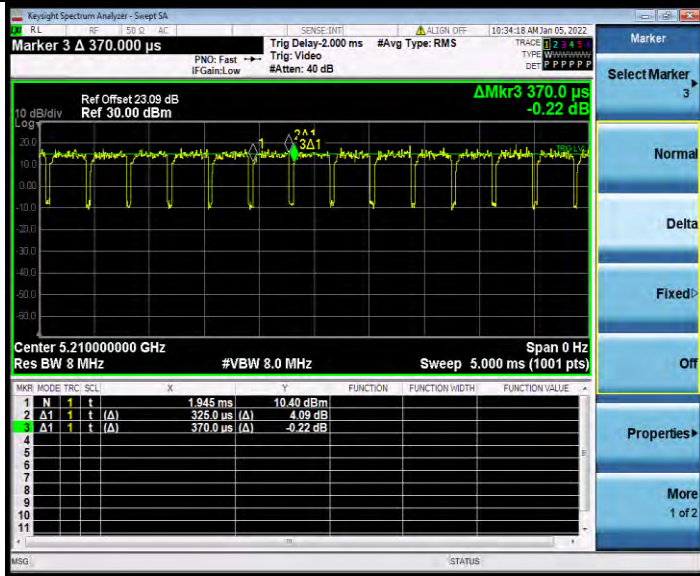 Keysight Spectrum Analyzer - Swept SA
RL RF 50 Ω AC SENSE:INT ALIGN OFF 10:34:18 AM Jan 05, 2022
Marker 3 Δ 370.000 µs
PNO: Fast
IFGain:Low
Trig Delay-2.000 ms
Trig: Video
#Atten: 40 dB
#Avg Type: RMS
TRACE 1 2 3 4 5 6
TYPE WWWWWW
DET P P P P P P
ΔMkr3 370.0 µs
-0.22 dB
Ref Offset 23.09 dB
10 dB/div Ref 30.00 dBm
Log
20.0
10.0
0.00
-10.0
-20.0
-30.0
-40.0
-50.0
-60.0
1
2Δ1
3Δ1
TRIG LVL
Center 5.210000000 GHz Span 0 Hz
Res BW 8 MHz #VBW 8.0 MHz Sweep 5.000 ms (1001 pts)
MKR MODE TRC SCL X Y FUNCTION FUNCTION WIDTH FUNCTION VALUE
1 N 1 t 1.945 ms 10.40 dBm
2 Δ1 1 t (Δ) 325.0 µs (Δ) 4.09 dB
3 Δ1 1 t (Δ) 370.0 µs (Δ) -0.22 dB
4
5
6
7
8
9
10
11
MSG STATUS
Marker
Select Marker
3
Normal
Delta
Fixed
Off
Properties
More
1 of 2